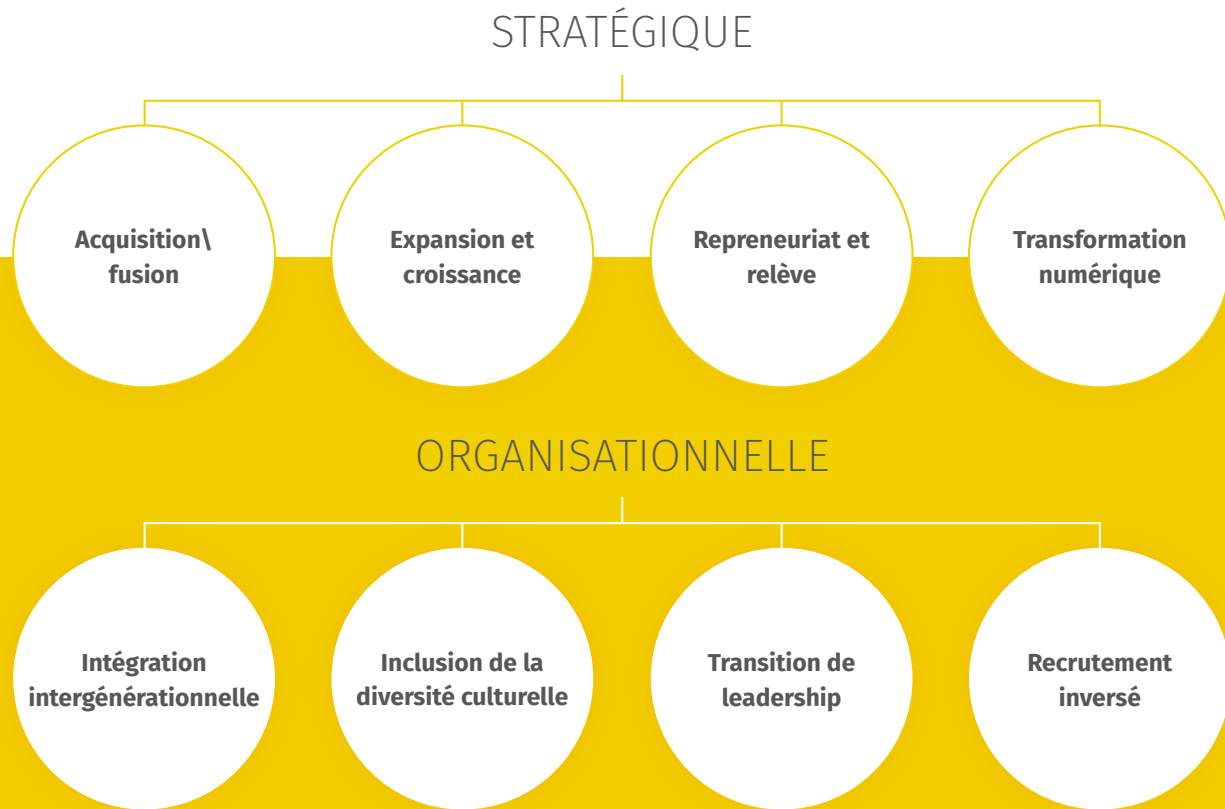 STRATÉGIQUE
Acquisition\
fusion
Expansion et
croissance
Repreneuriat et
relève
Transformation
numérique
ORGANISATIONNELLE
Intégration
intergénérationnelle
Inclusion de la
diversité culturelle
Transition de
leadership
Recrutement
inversé